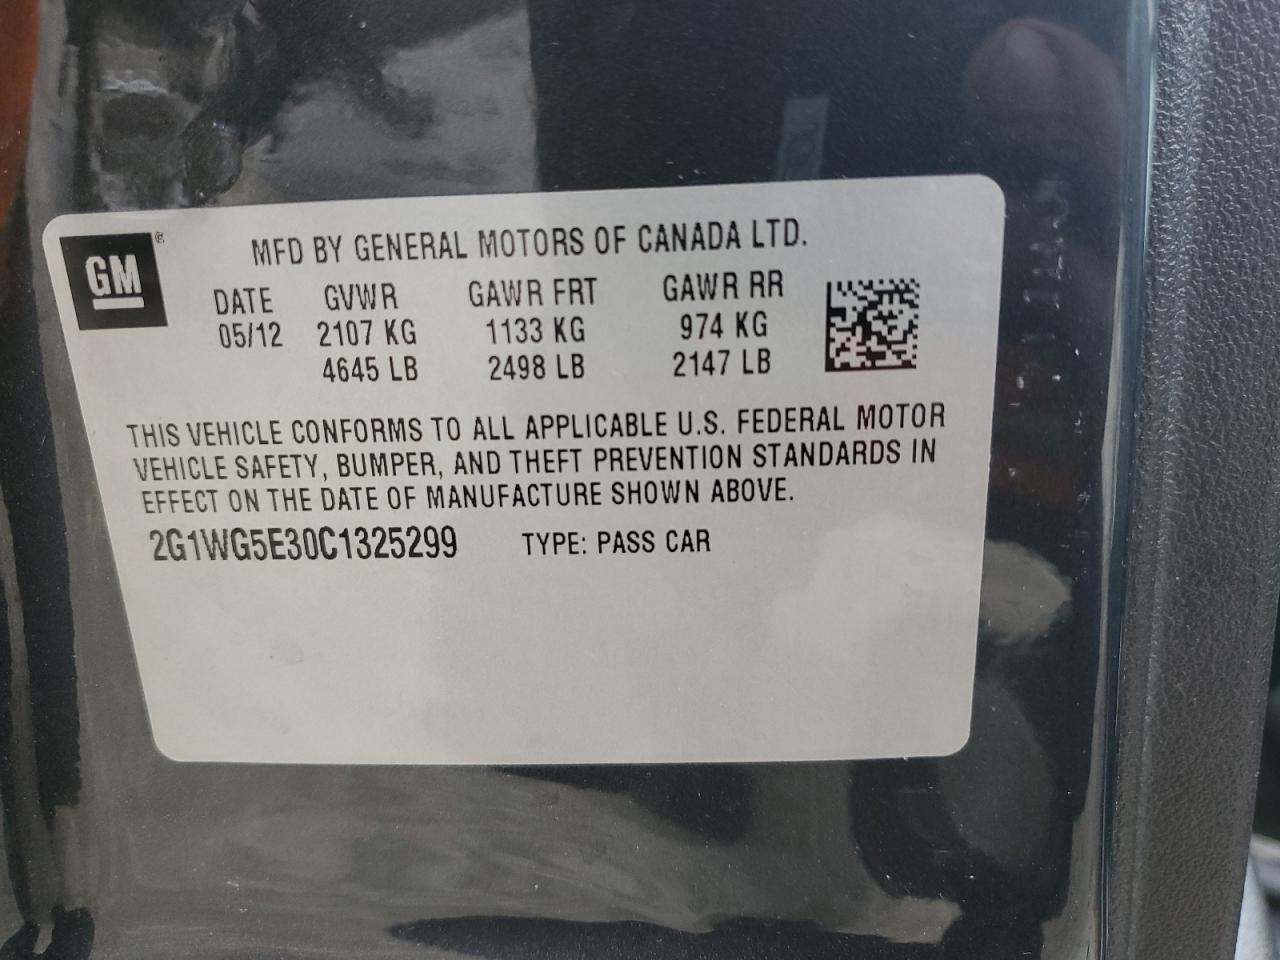 GM®
MFD BY GENERAL MOTORS OF CANADA LTD.
DATE GVWR GAWR FRT GAWR RR
05/12 2107 KG 1133 KG 974 KG
4645 LB 2498 LB 2147 LB
THIS VEHICLE CONFORMS TO ALL APPLICABLE U.S. FEDERAL MOTOR
VEHICLE SAFETY, BUMPER, AND THEFT PREVENTION STANDARDS IN
EFFECT ON THE DATE OF MANUFACTURE SHOWN ABOVE.
2G1WG5E30C1325299 TYPE: PASS CAR